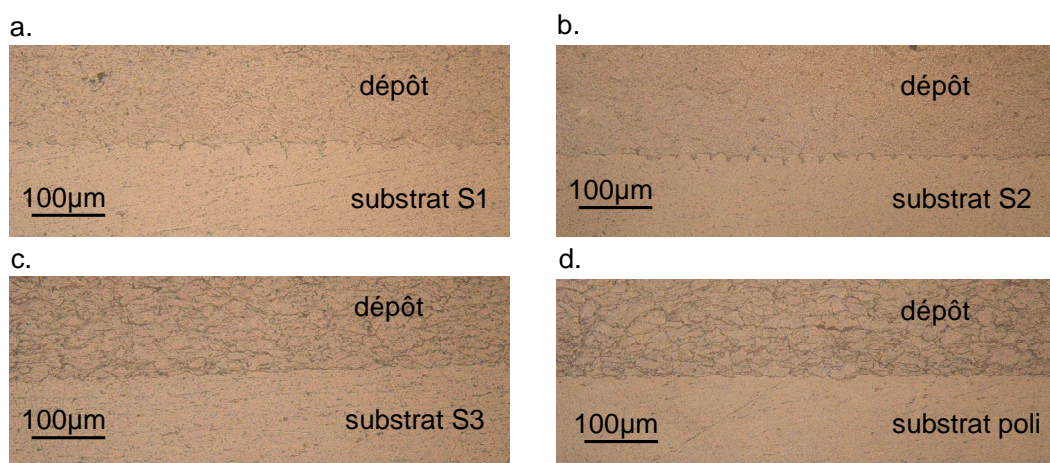 a.
dépôt
100µm
substrat S1
b.
dépôt
100µm
substrat S2
c.
dépôt
100µm
substrat S3
d.
dépôt
100µm
substrat poli